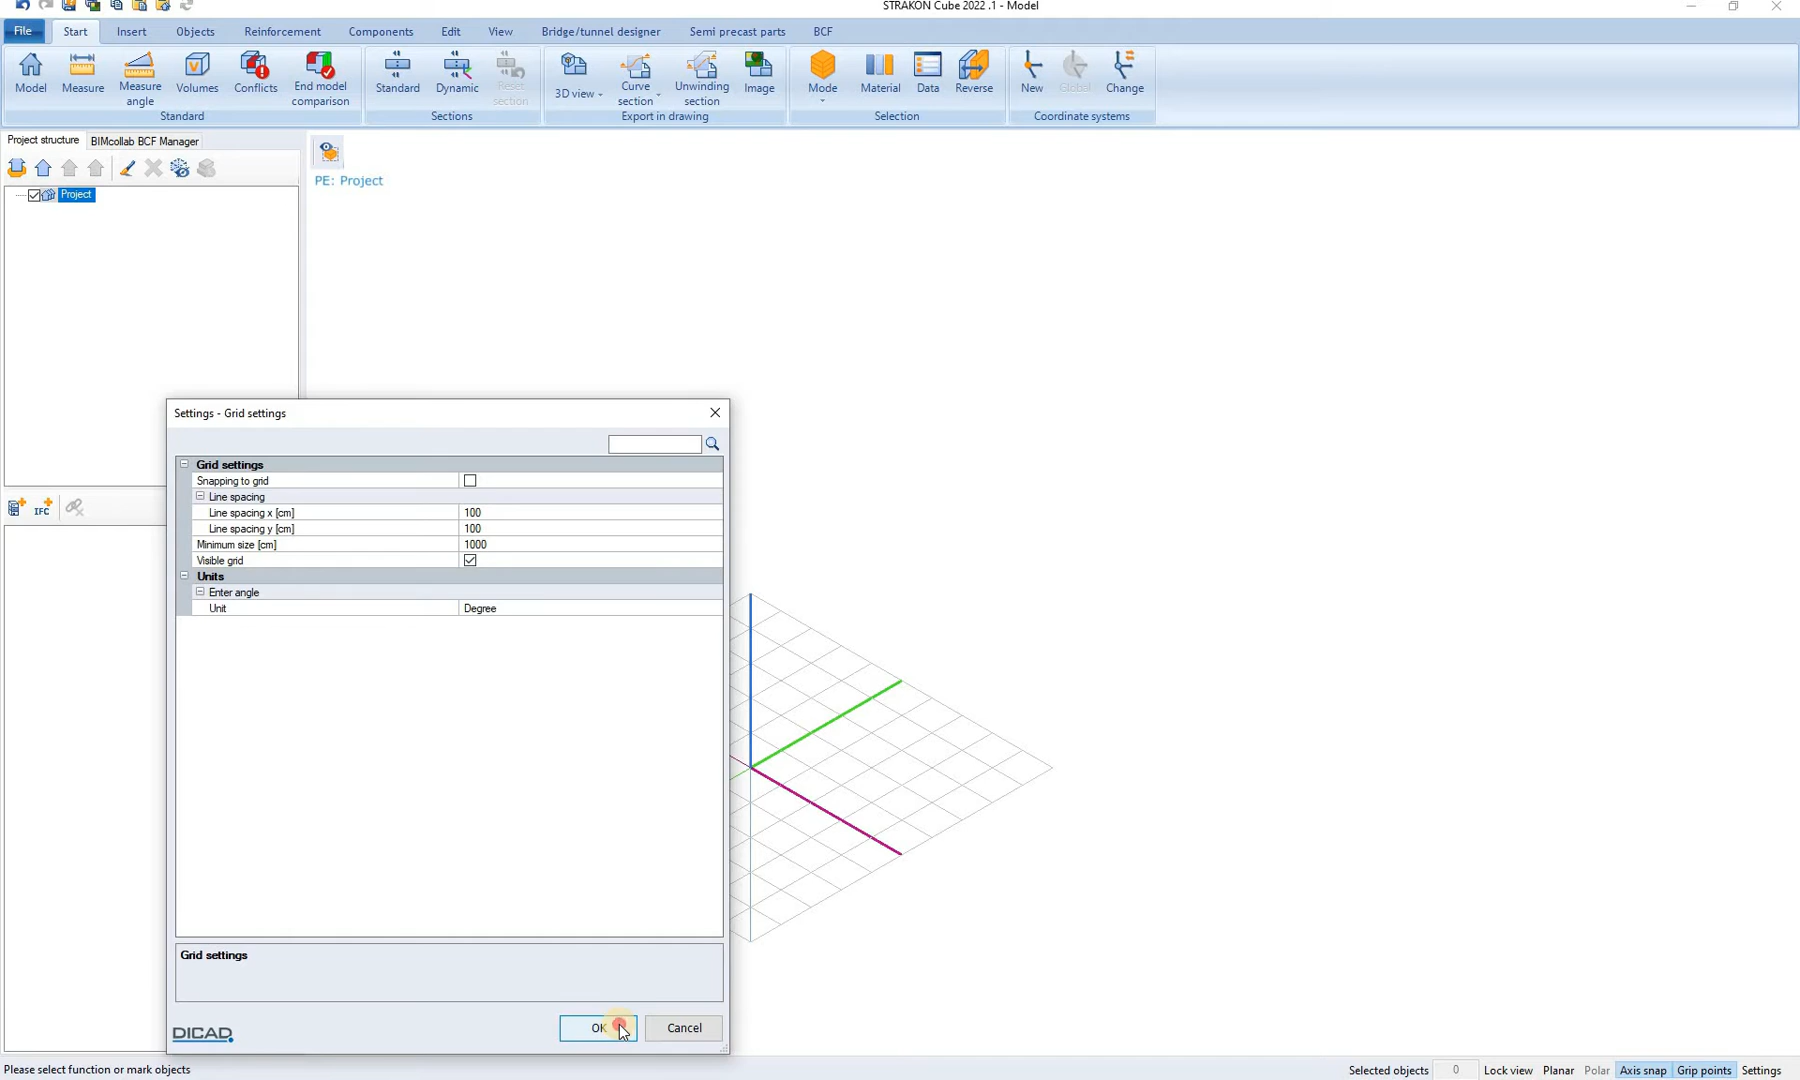 STRAKON Cube 2022 .1 - Model
File Start Insert Objects Reinforcement Components Edit View Bridge/tunnel designer Semi precast parts BCF
Model Measure Measure angle Volumes Conflicts End model comparison Standard Dynamic Reset section 3D view Curve section Unwinding section Image Mode Material Data Reverse New Global Change
Standard Sections Export in drawing Selection Coordinate systems
Project structure BIMcollab BCF Manager
Project
PE: Project
Settings - Grid settings
Grid settings
Snapping to grid
Line spacing
Line spacing x [cm] 100
Line spacing y [cm] 100
Minimum size [cm] 1000
Visible grid
Units
Enter angle
Unit Degree
IFC
Grid settings
DICAD
OK Cancel
Please select function or mark objects Selected objects 0 Lock view Planar Polar Axis snap Grip points Settings